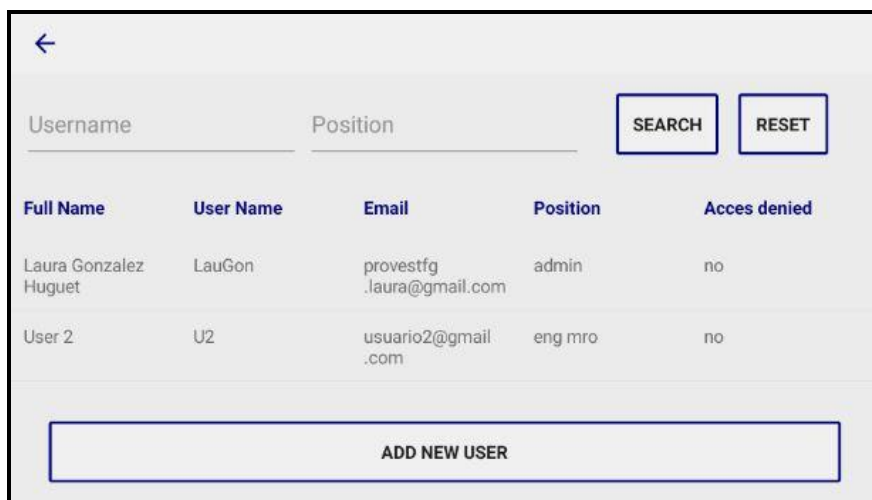 Username Position SEARCH RESET
Full Name User Name Email Position Acces denied
Laura Gonzalez LauGon provestfg admin no
Huguet .laura@gmail.com
User 2 U2 usuario2@gmail eng mro no
.com
ADD NEW USER